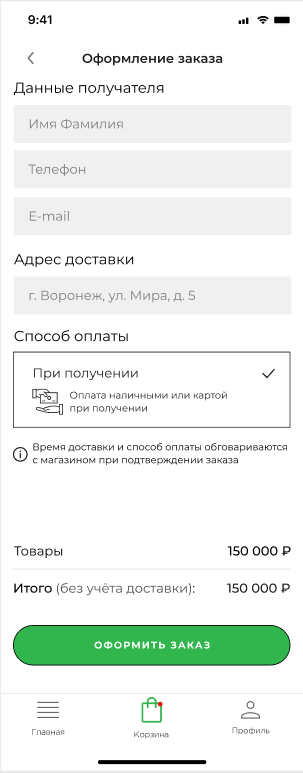 9:41
Оформление заказа
Данные получателя
Имя Фамилия
Телефон
E-mail
Адрес доставки
г. Воронеж, ул. Мира, д. 5
Способ оплаты
При получении
Оплата наличными или картой
при получении
Время доставки и способ оплаты обговариваются
с магазином при подтверждении заказа
Товары 150 000 ₽
Итого (без учёта доставки): 150 000 ₽
ОФОРМИТЬ ЗАКАЗ
Главная Корзина Профиль